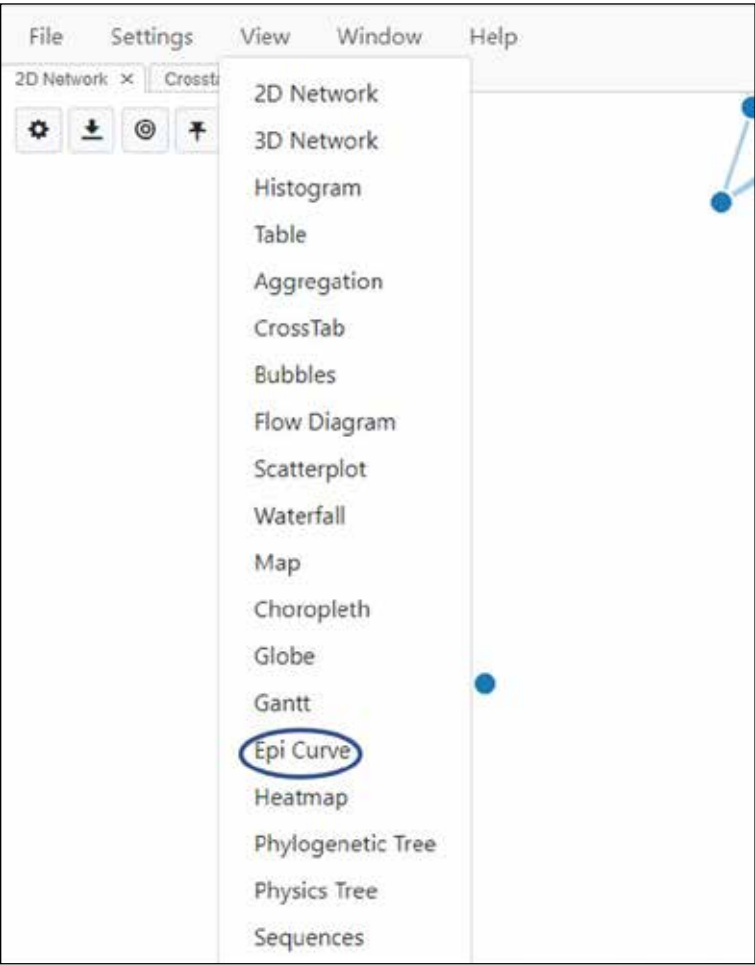 File Settings View Window Help
2D Network × Crosst
2D Network
3D Network
Histogram
Table
Aggregation
CrossTab
Bubbles
Flow Diagram
Scatterplot
Waterfall
Map
Choropleth
Globe
Gantt
Epi Curve
Heatmap
Phylogenetic Tree
Physics Tree
Sequences